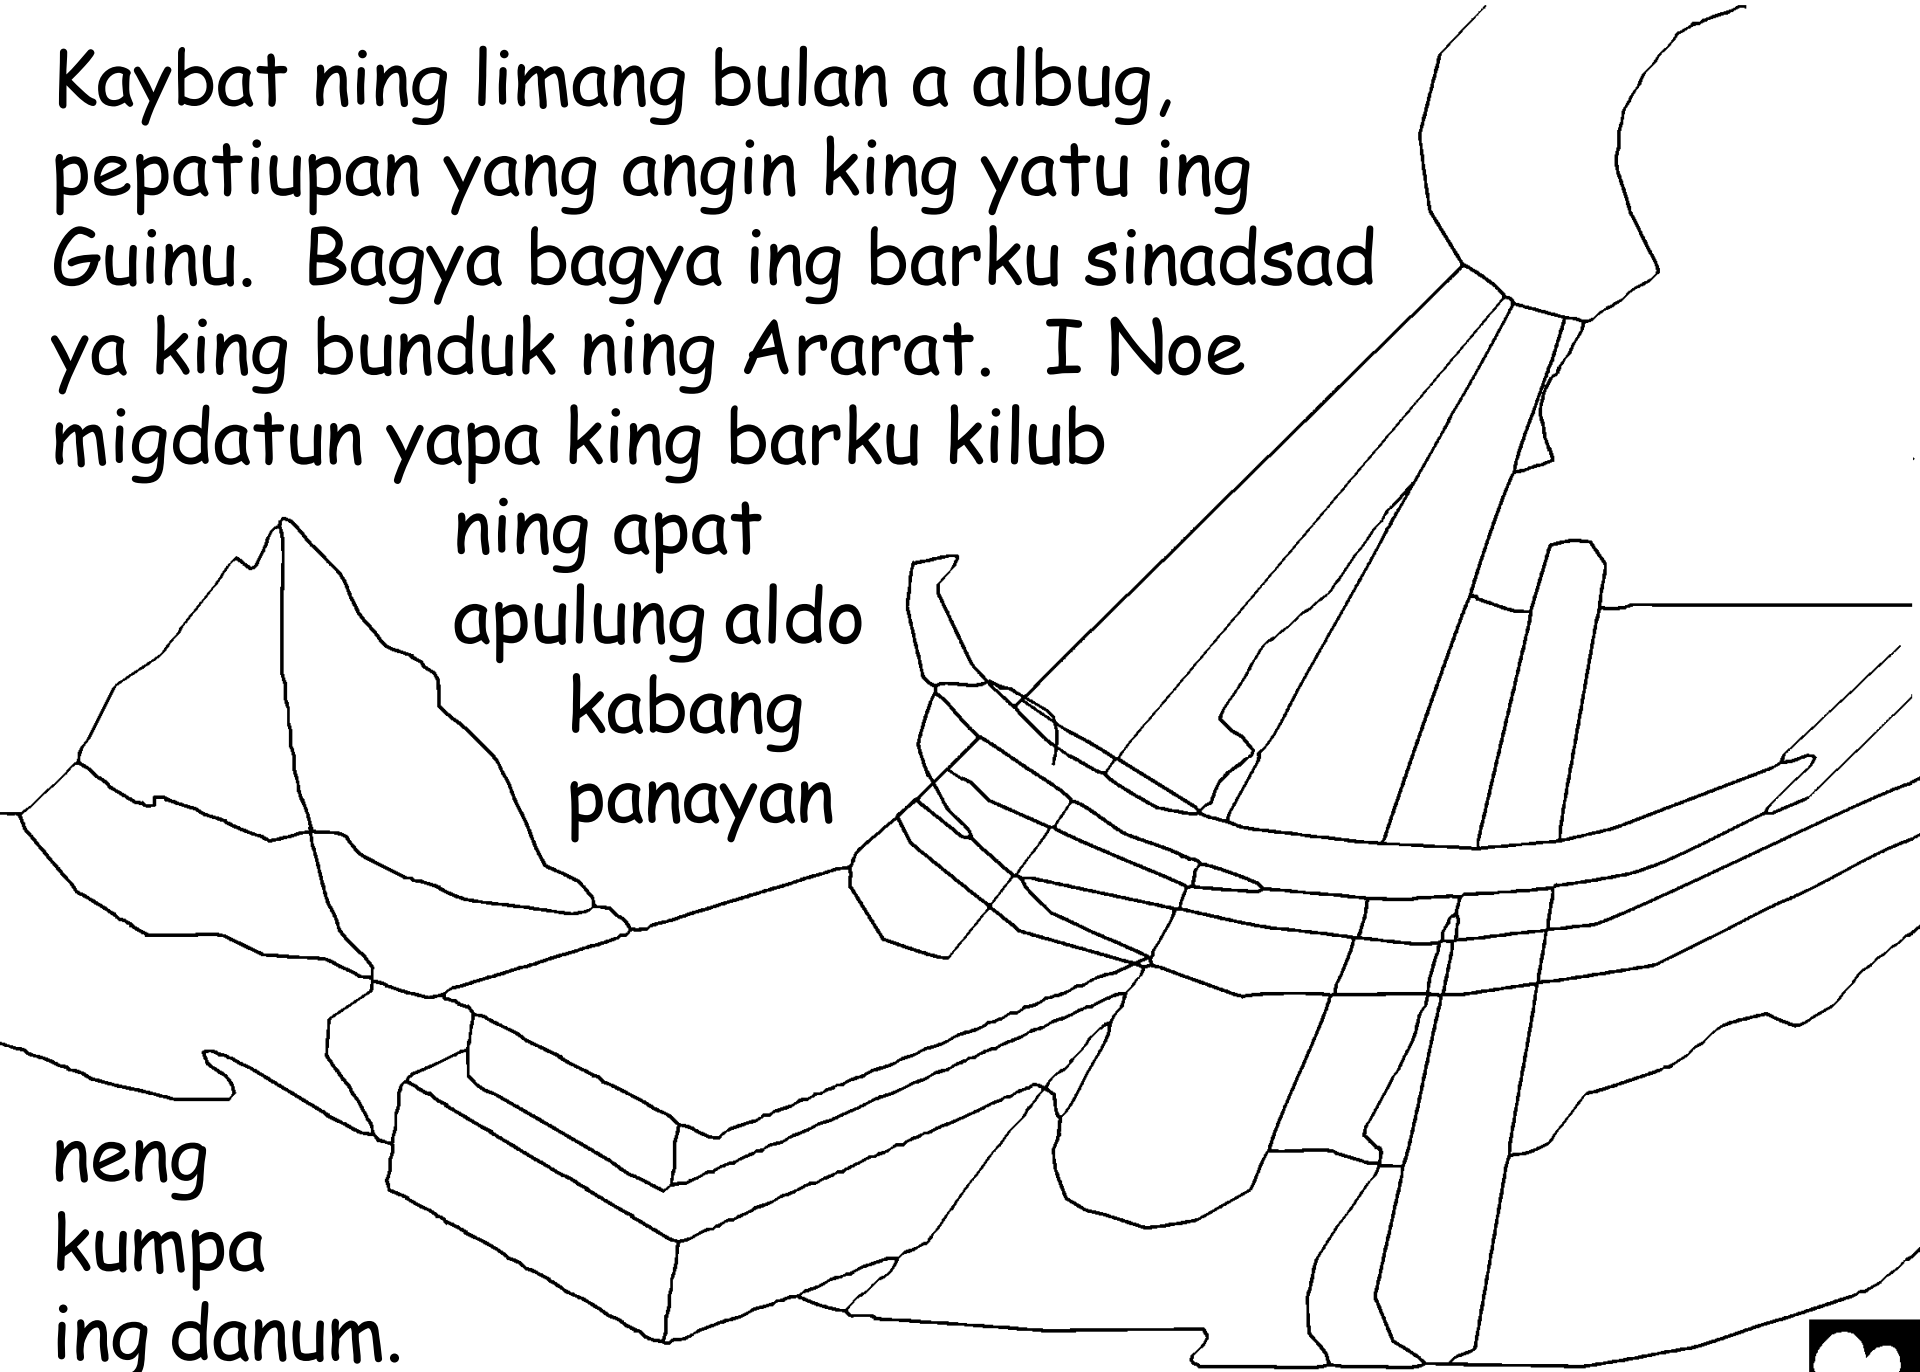 Kaybat ning limang bulan a albug,
pepatiupan yang angin king yatu ing
Guinu.  Bagya bagya ing barku sinadsad
ya king bunduk ning Ararat.  I Noe
migdatun yapa king barku kilub
ning apat
apulung aldo
kabang
panayan
neng
kumpa
ing danum.